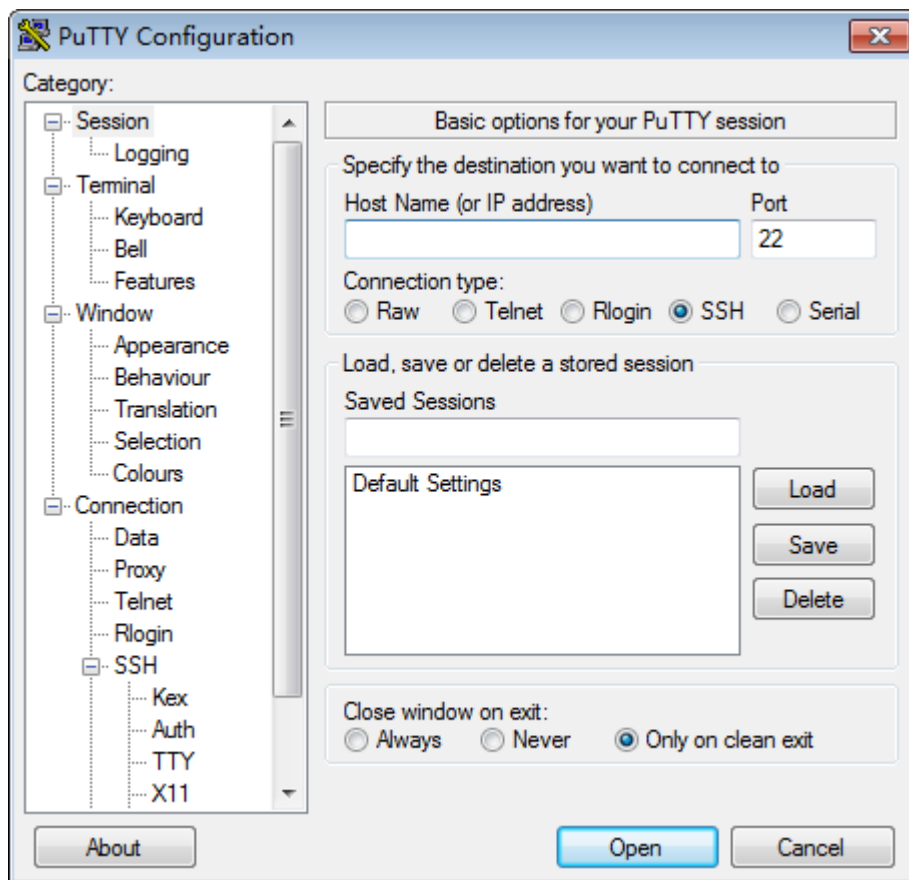 PuTTY Configuration
Category:
Session
Logging
Terminal
Keyboard
Bell
Features
Window
Appearance
Behaviour
Translation
Selection
Colours
Connection
Data
Proxy
Telnet
Rlogin
SSH
Kex
Auth
TTY
X11
Basic options for your PuTTY session
Specify the destination you want to connect to
Host Name (or IP address) Port
22
Connection type:
Raw Telnet Rlogin SSH Serial
Load, save or delete a stored session
Saved Sessions
Default Settings
Load
Save
Delete
Close window on exit:
Always Never Only on clean exit
About Open Cancel